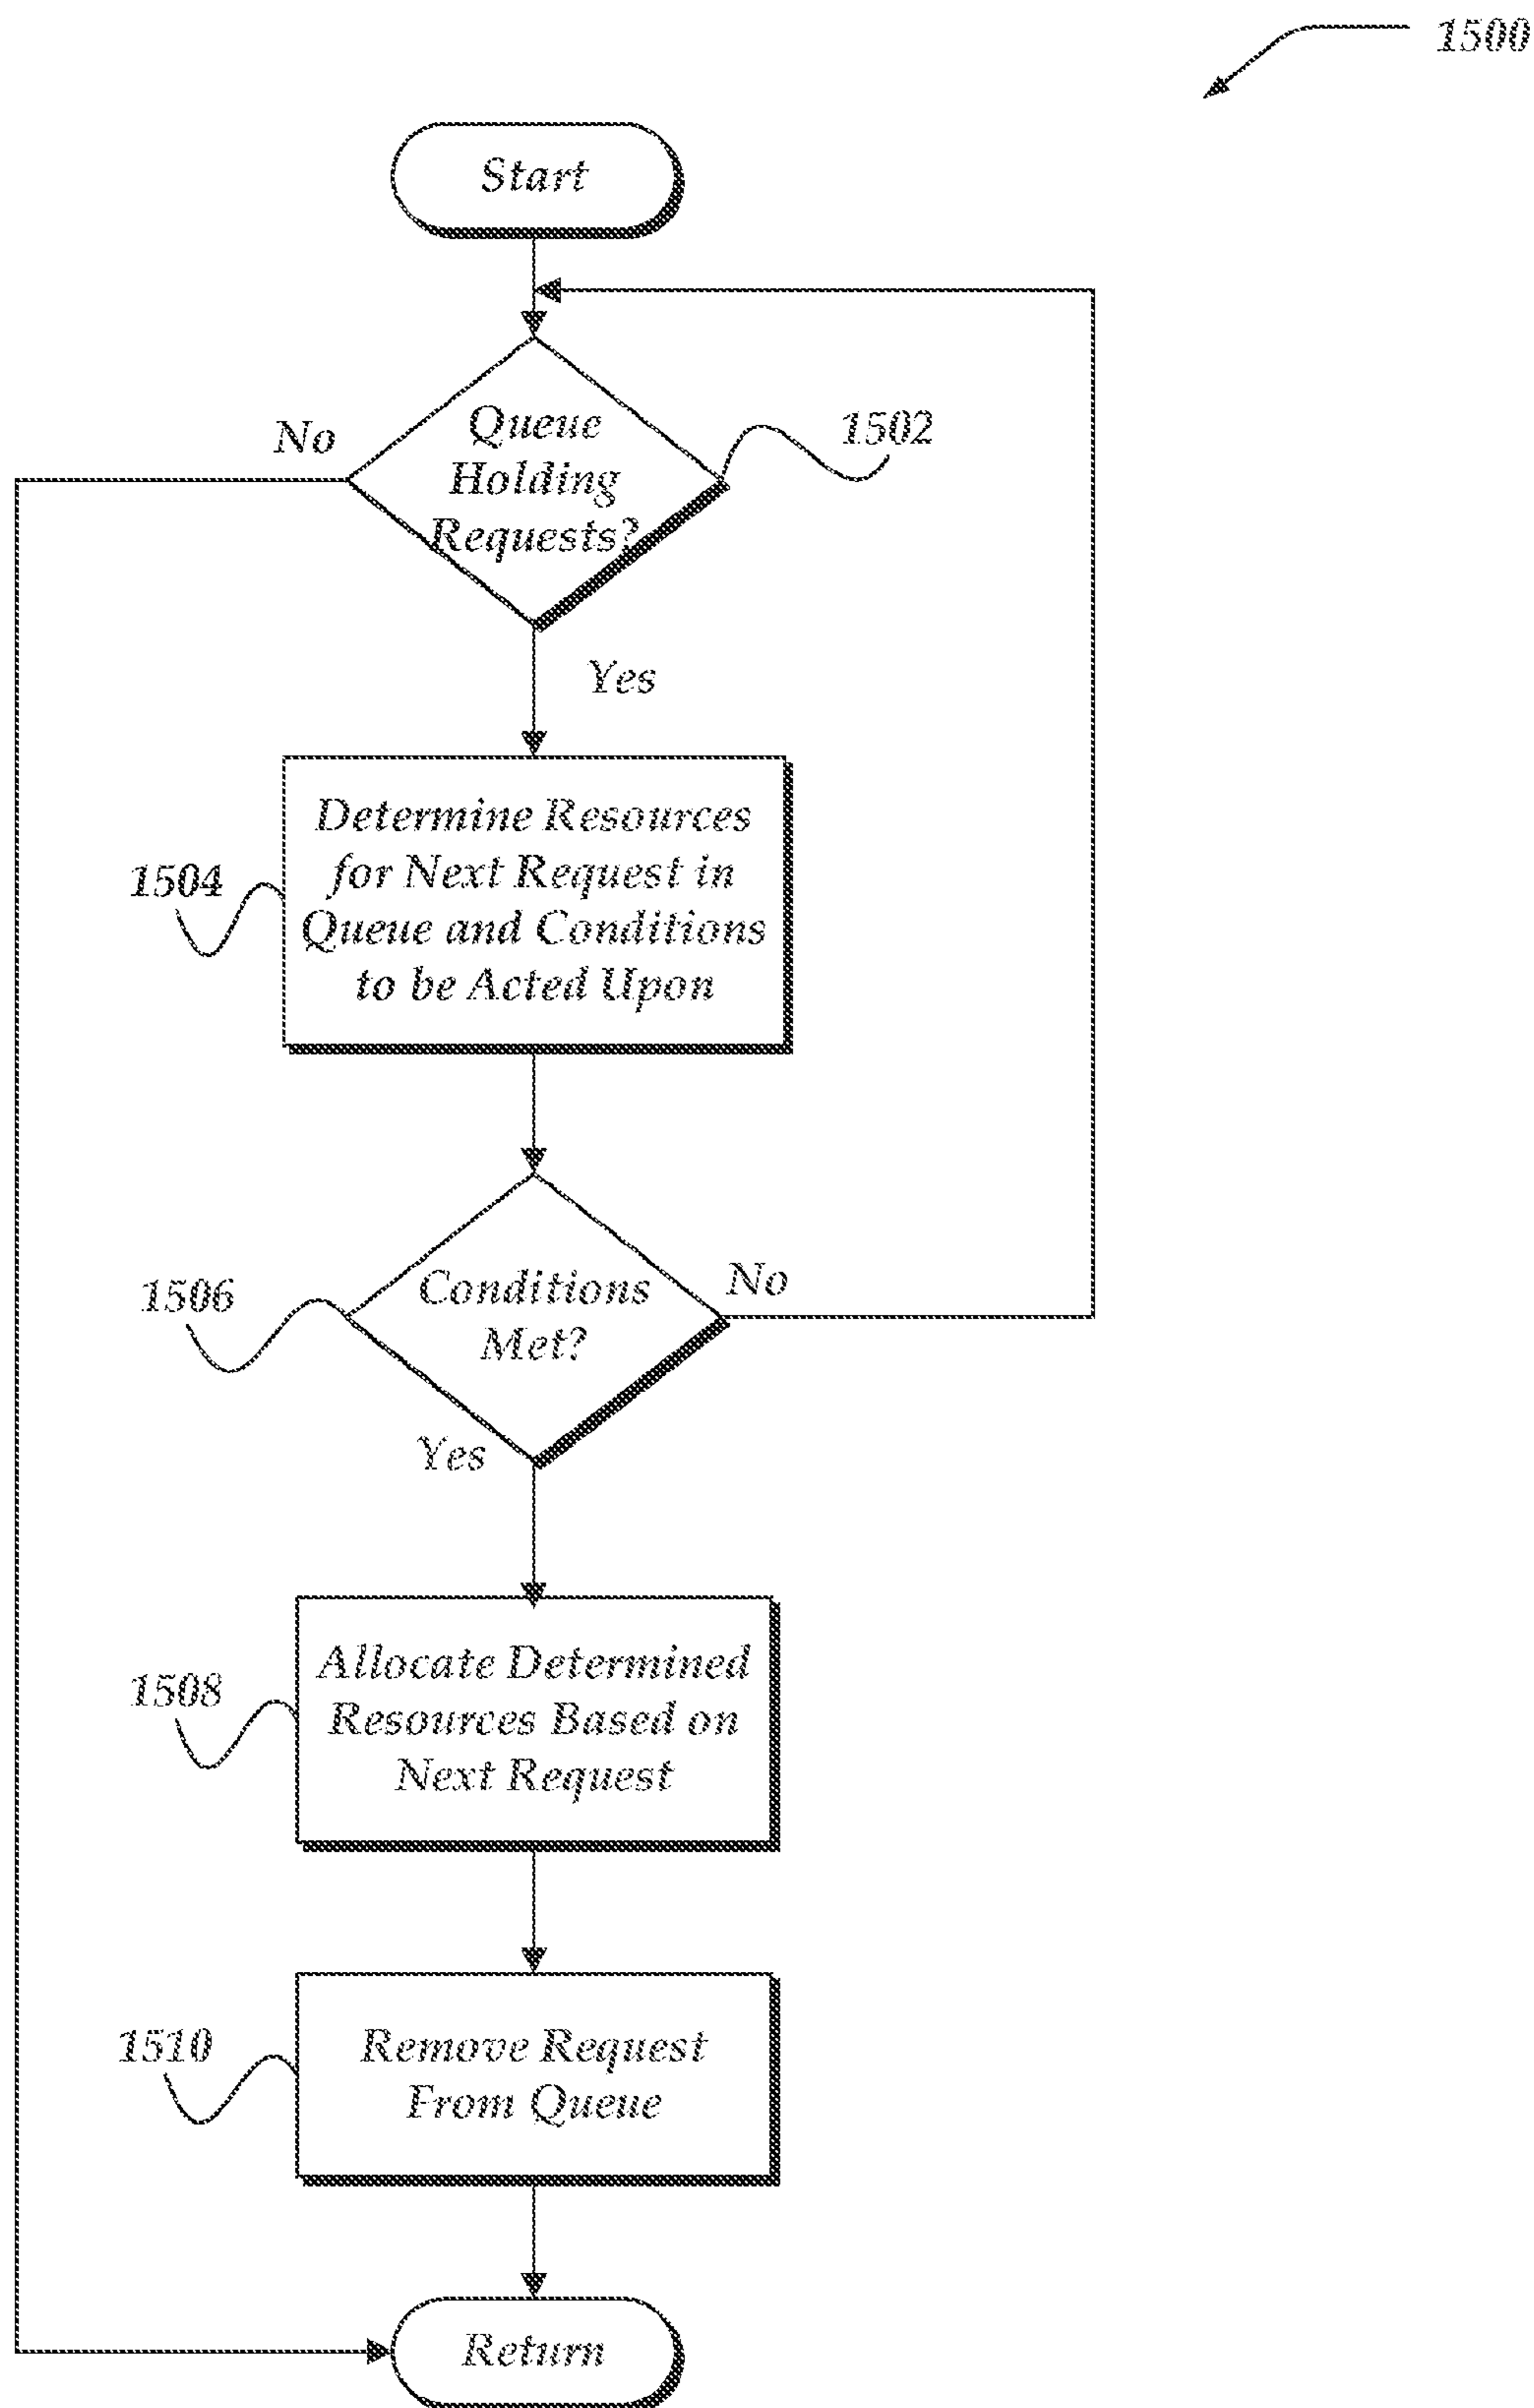 1500
Start
No
Queue
Holding
Requests?
1502
Yes
Determine Resources
for Next Request in
Queue and Conditions
to be Acted Upon
1504
Conditions
Met?
No
1506
Yes
Allocate Determined
Resources Based on
Next Request
1508
Remove Request
From Queue
1510
Return